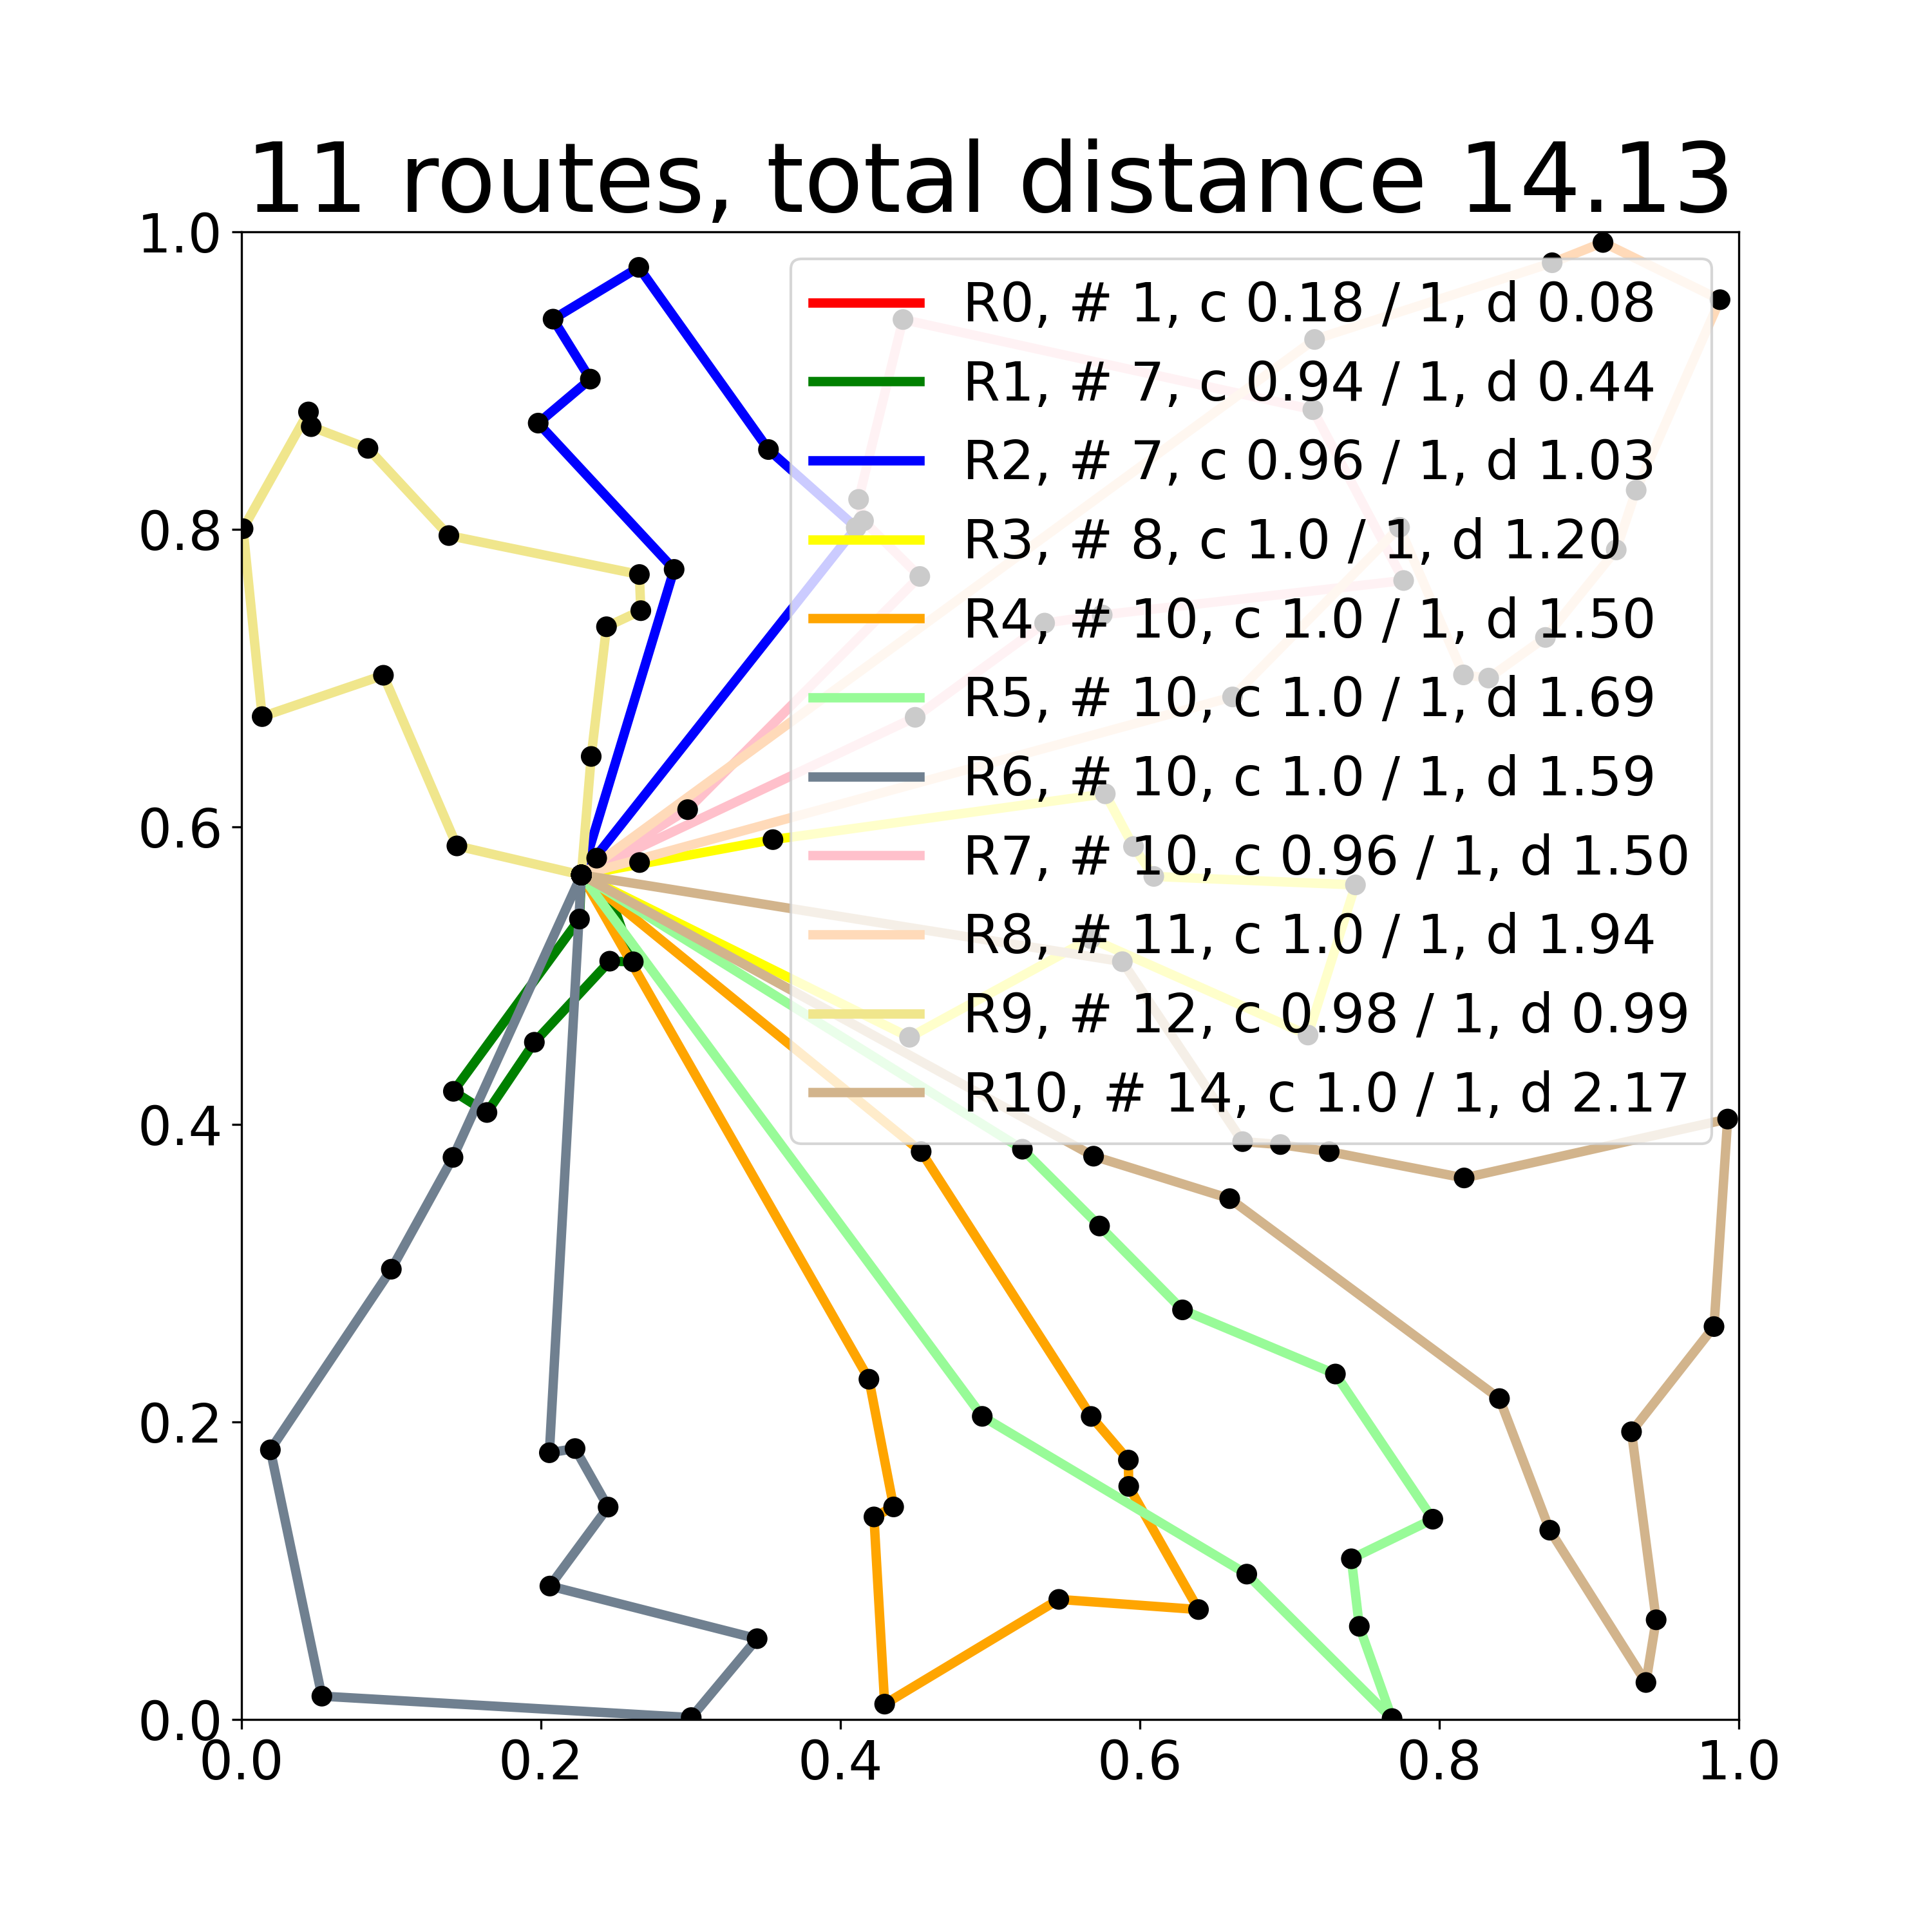 11 routes, total distance 14.13
1.0
0.8
0.6
0.4
0.2
0.0
0.0 0.2 0.4 0.6 0.8 1.0
R0, # 1, c 0.18 / 1, d 0.08
R1, # 7, c 0.94 / 1, d 0.44
R2, # 7, c 0.96 / 1, d 1.03
R3, # 8, c 1.0 / 1, d 1.20
R4, # 10, c 1.0 / 1, d 1.50
R5, # 10, c 1.0 / 1, d 1.69
R6, # 10, c 1.0 / 1, d 1.59
R7, # 10, c 0.96 / 1, d 1.50
R8, # 11, c 1.0 / 1, d 1.94
R9, # 12, c 0.98 / 1, d 0.99
R10, # 14, c 1.0 / 1, d 2.17